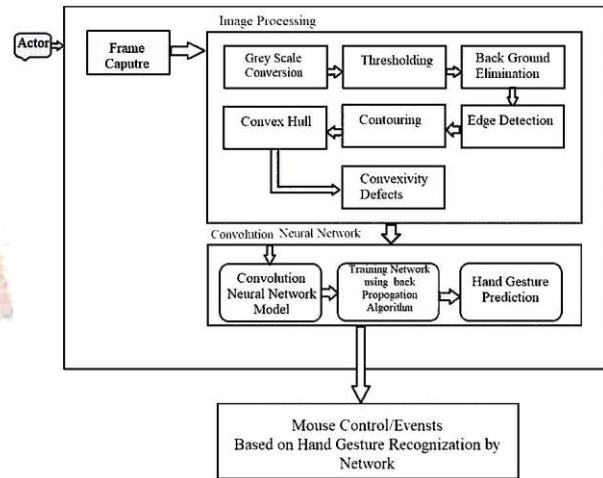 Image Processing
Actor
Frame
Caputre
Grey Scale
Conversion
Thresholding
Back Ground
Elimination
Convex Hull
Contouring
Edge Detection
Convexivity
Defects
Convolution Neural Network
Convolution
Neural Network
Model
Training Network
using back
Propogation
Algorithm
Hand Gesture
Prediction
Mouse Control/Evensts
Based on Hand Gesture Recognization by
Network